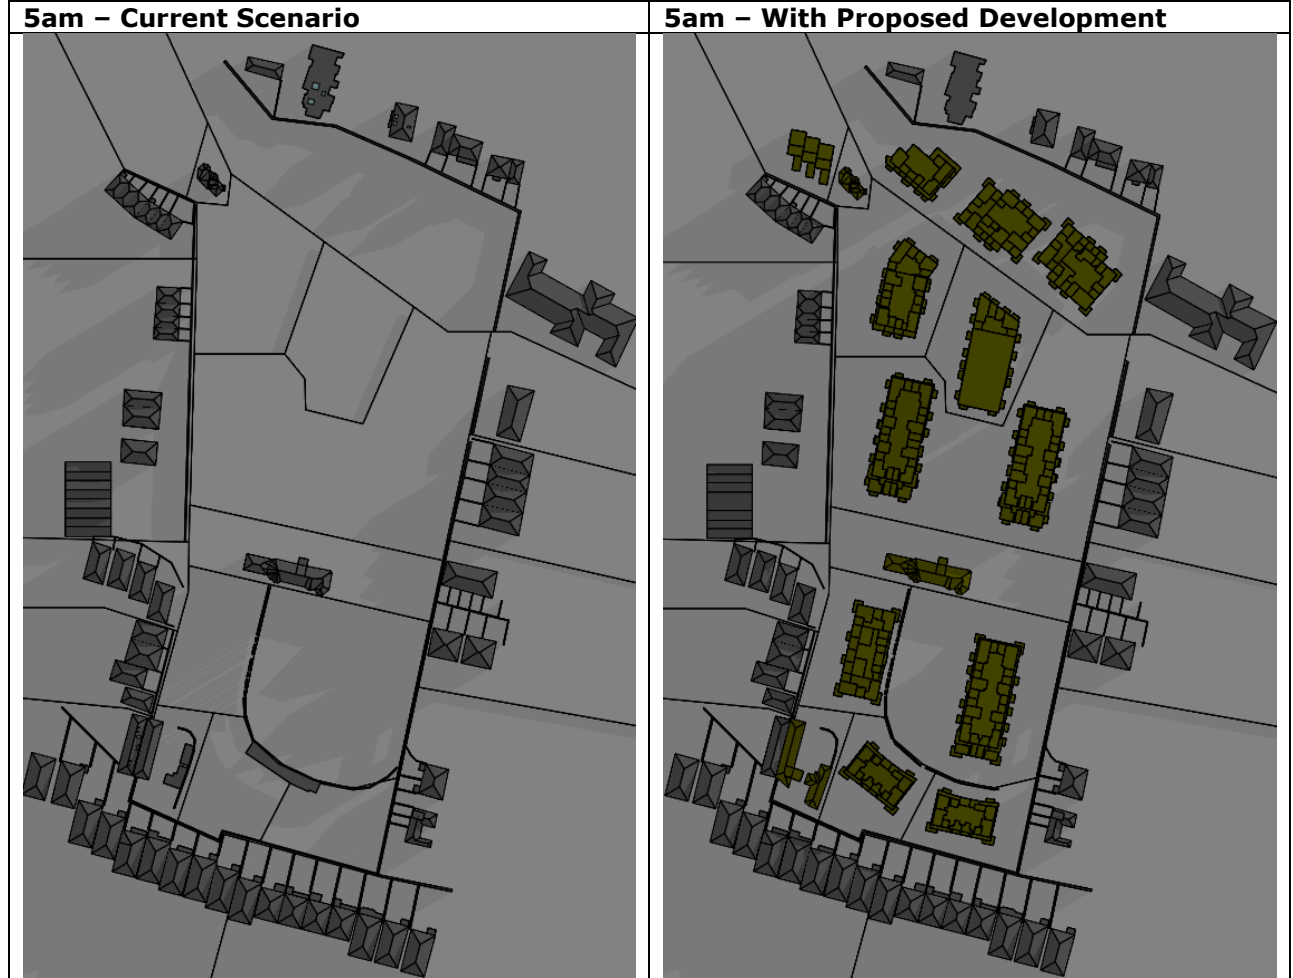 5am – Current Scenario
5am – With Proposed Development